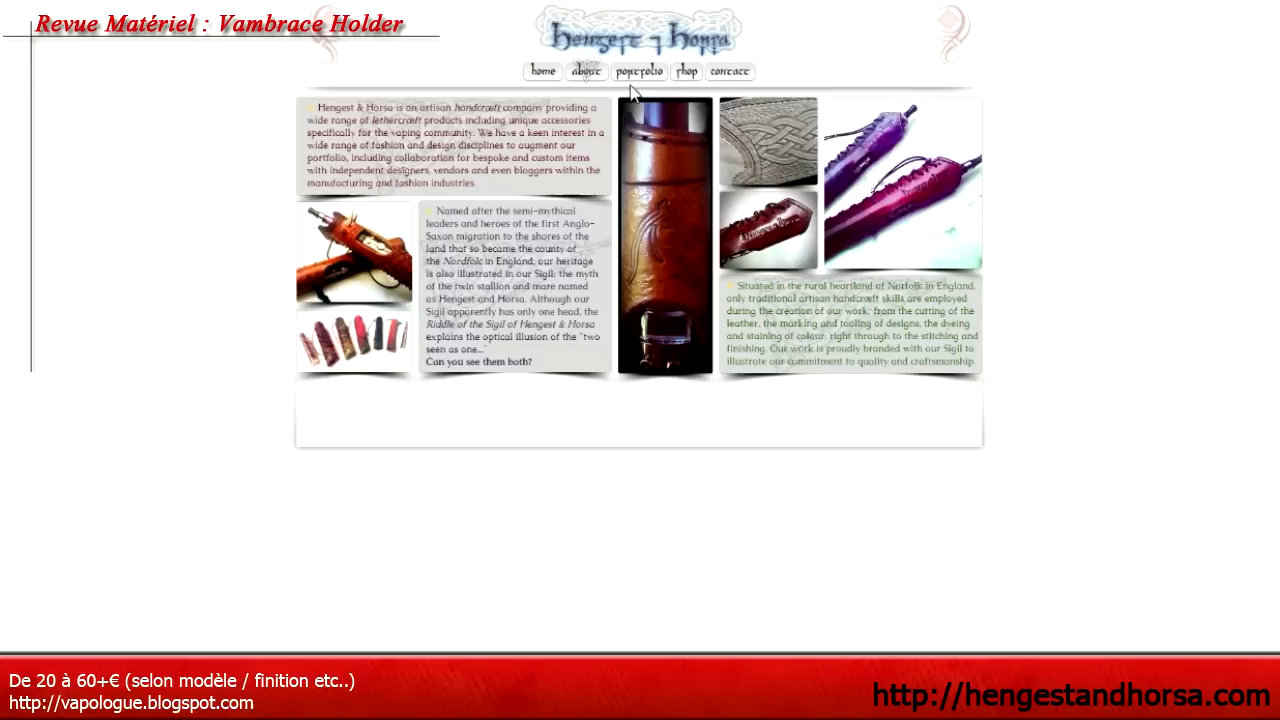 Revue Matériel : Vambrace Holder
Hengest & Horsa
home about portfolio shop contact
Hengest & Horsa is an artisan handcræft company providing a
wide range of lethercræft products including unique accessories
specifically for the vaping community. We have a keen interest in a
wide range of fashion and design disciplines to augment our
portfolio, including collaboration for bespoke and custom items
with independent designers, vendors and even bloggers within the
manufacturing and fashion industries.
Named after the semi-mythical
leaders and heroes of the first Anglo-
Saxon migration to the shores of the
land that so became the county of
the Nordfolc in England, our heritage
is also illustrated in our Sigil; the myth
of the twin stallion and mare named
as Hengest and Horsa. Although our
Sigil apparently has only one head, the
Riddle of the Sigil of Hengest & Horsa
explains the optical illusion of the "two
seen as one..."
Can you see them both?
Situated in the rural heartland of Norfolk in England,
only traditional artisan handcræft skills are employed
during the creation of our work: from the cutting of the
leather, the marking and tooling of designs, the dyeing
and staining of colour, right through to the stitching and
finishing. Our work is proudly branded with our Sigil to
illustrate our commitment to quality and craftsmanship.
De 20 à 60+€ (selon modèle / finition etc..)
http://vapologue.blogspot.com
http://hengestandhorsa.com